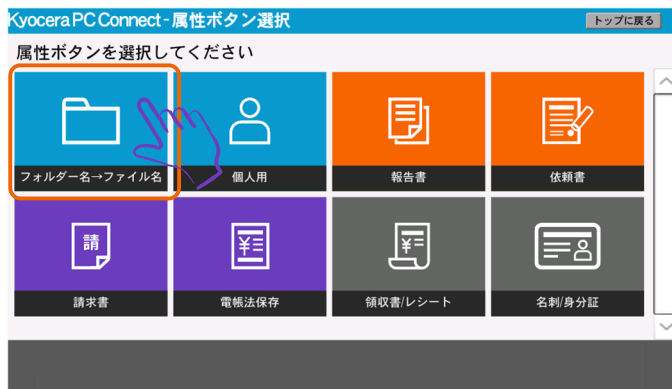 Kyocera PC Connect - 属性ボタン選択
トップに戻る
属性ボタンを選択してください
フォルダー名→ファイル名
個人用
報告書
依頼書
請
¥
¥
請求書
電帳法保存
領収書/レシート
名刺/身分証